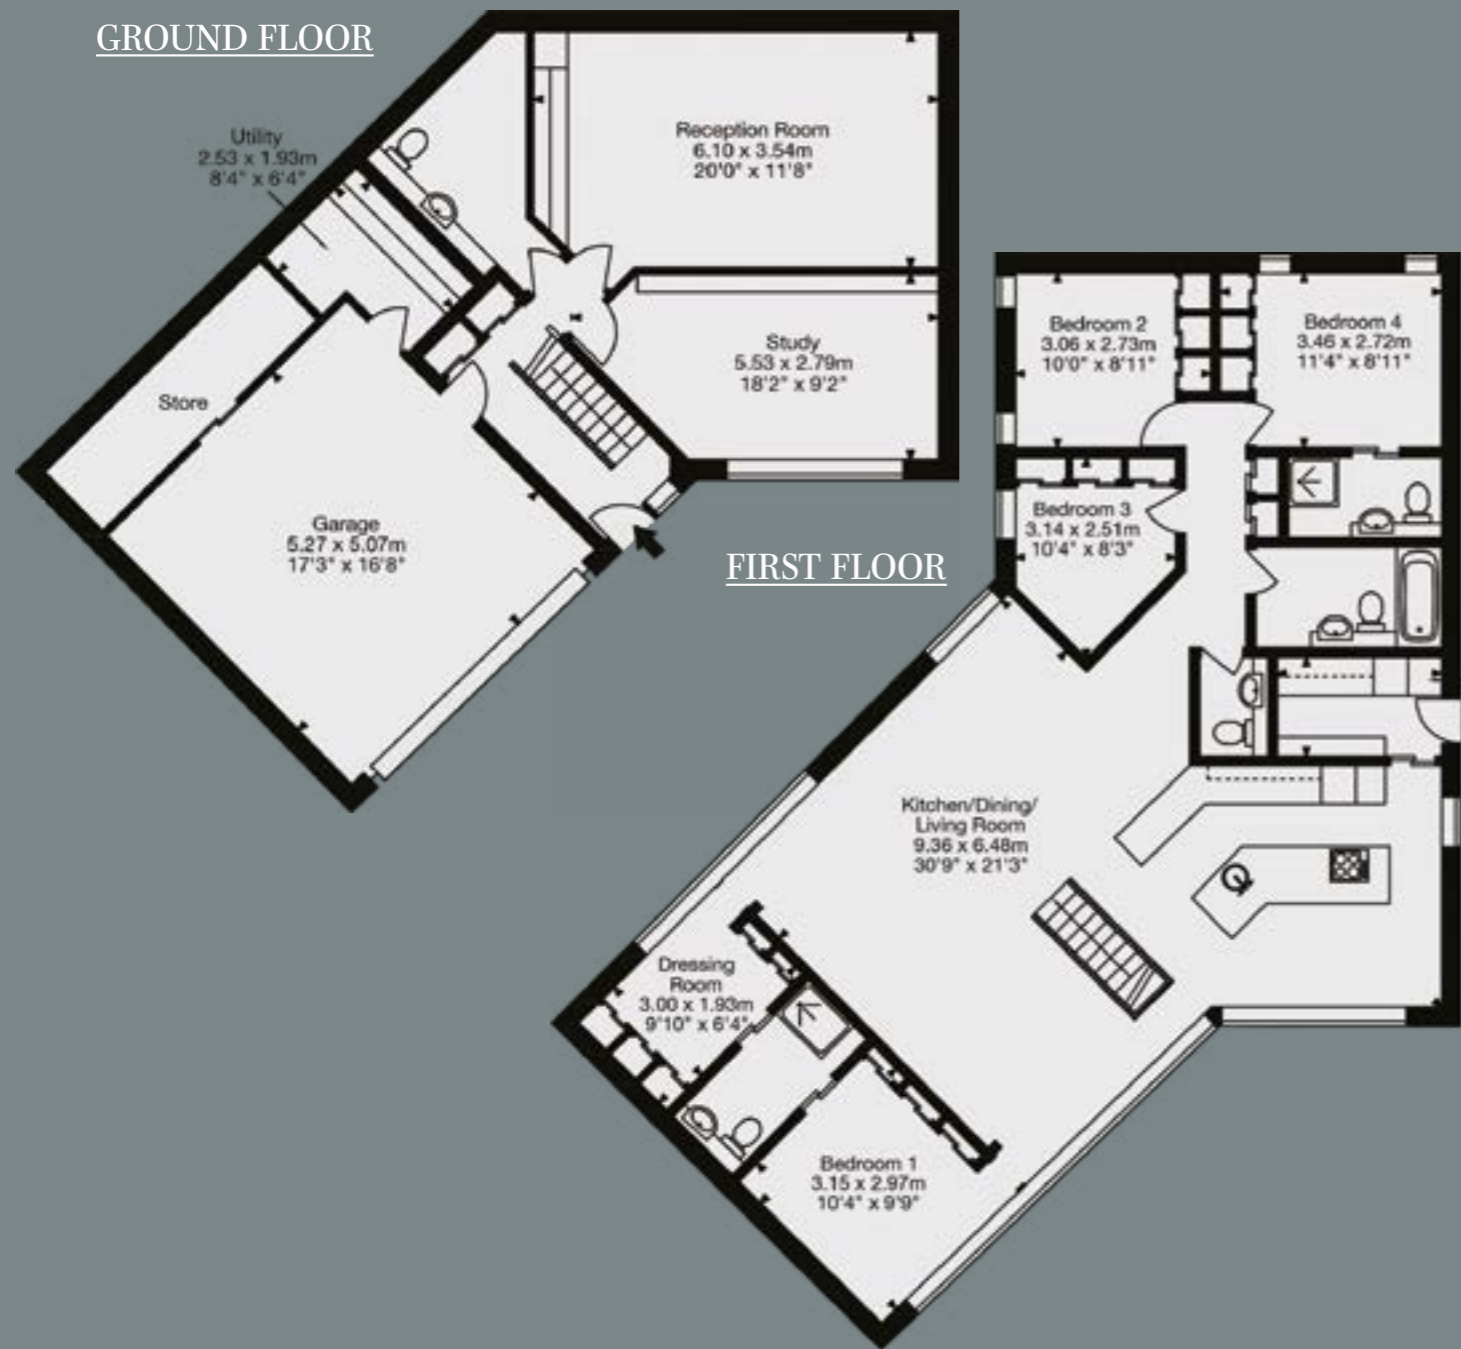 GROUND FLOOR
Utility
2.53 x 1.93m
8'4" x 6'4"
Reception Room
6.10 x 3.54m
20'0" x 11'8"
Study
5.53 x 2.79m
18'2" x 9'2"
Store
Garage
5.27 x 5.07m
17'3" x 16'8"
FIRST FLOOR
Bedroom 2
3.06 x 2.73m
10'0" x 8'11"
Bedroom 4
3.46 x 2.72m
11'4" x 8'11"
Bedroom 3
3.14 x 2.51m
10'4" x 8'3"
Kitchen/Dining/
Living Room
9.36 x 6.48m
30'9" x 21'3"
Dressing
Room
3.00 x 1.93m
9'10" x 6'4"
Bedroom 1
3.15 x 2.97m
10'4" x 9'9"